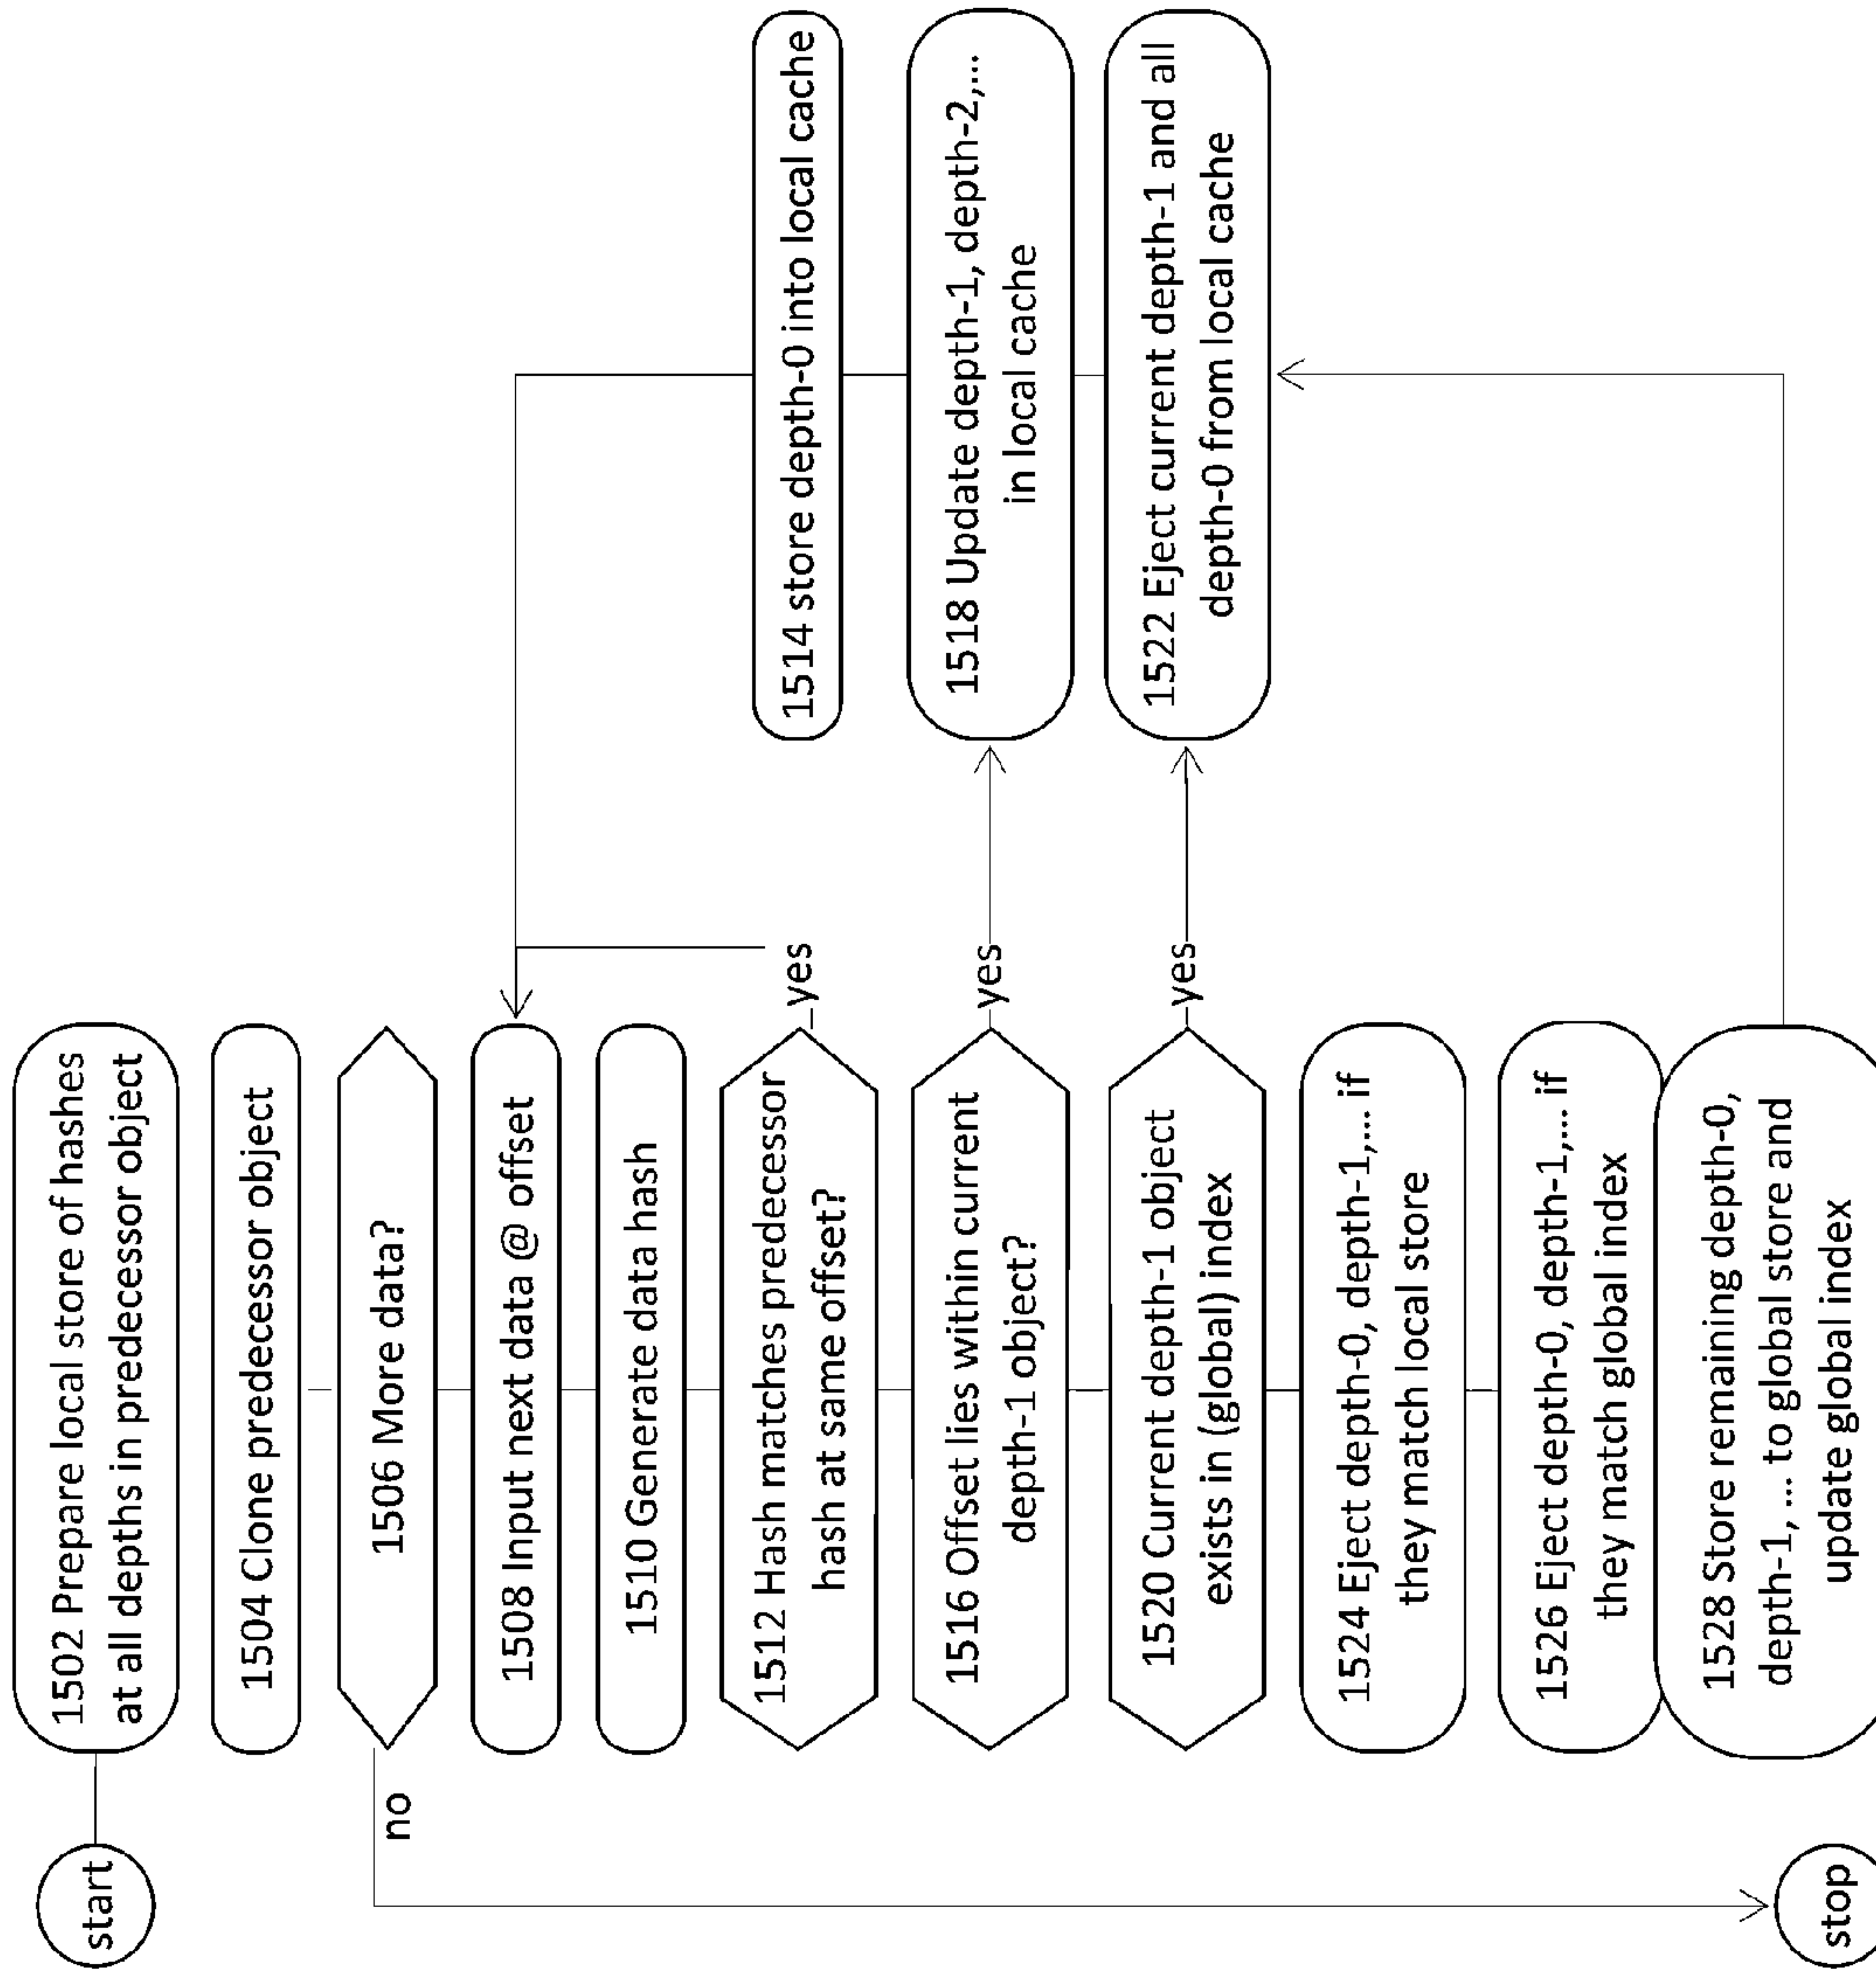 start
1502 Prepare local store of hashes
at all depths in predecessor object
1504 Clone predecessor object
1506 More data?
no
1508 Input next data @ offset
1510 Generate data hash
1512 Hash matches predecessor
hash at same offset?
yes
1514 store depth-0 into local cache
1516 Offset lies within current
depth-1 object?
yes
1518 Update depth-1, depth-2,...
in local cache
1520 Current depth-1 object
exists in (global) index
yes
1522 Eject current depth-1 and all
depth-0 from local cache
1524 Eject depth-0, depth-1,... if
they match local store
1526 Eject depth-0, depth-1,... if
they match global index
1528 Store remaining depth-0,
depth-1, ... to global store and
update global index
stop